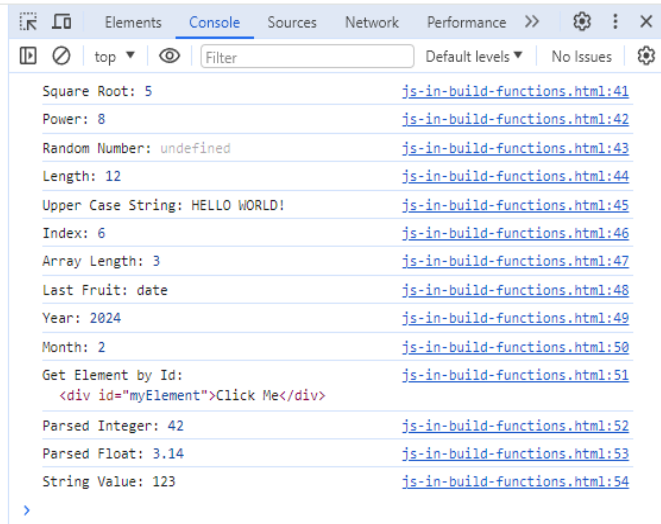 Elements Console Sources Network Performance
top Filter Default levels No Issues
Square Root: 5 js-in-build-functions.html:41
Power: 8 js-in-build-functions.html:42
Random Number: undefined js-in-build-functions.html:43
Length: 12 js-in-build-functions.html:44
Upper Case String: HELLO WORLD! js-in-build-functions.html:45
Index: 6 js-in-build-functions.html:46
Array Length: 3 js-in-build-functions.html:47
Last Fruit: date js-in-build-functions.html:48
Year: 2024 js-in-build-functions.html:49
Month: 2 js-in-build-functions.html:50
Get Element by Id: js-in-build-functions.html:51
<div id="myElement">Click Me</div>
Parsed Integer: 42 js-in-build-functions.html:52
Parsed Float: 3.14 js-in-build-functions.html:53
String Value: 123 js-in-build-functions.html:54